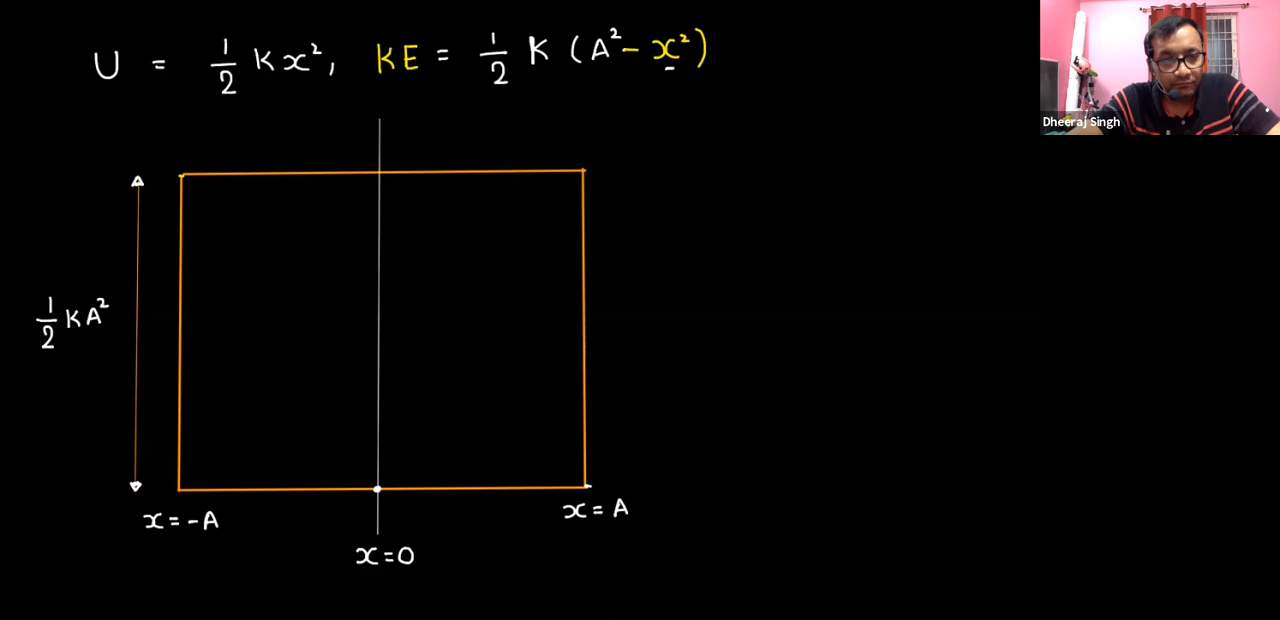 U = 1/2 Kx², KE = 1/2 K (A² - x²)
Dheeraj Singh
1/2 KA²
x = -A
x = A
x = 0